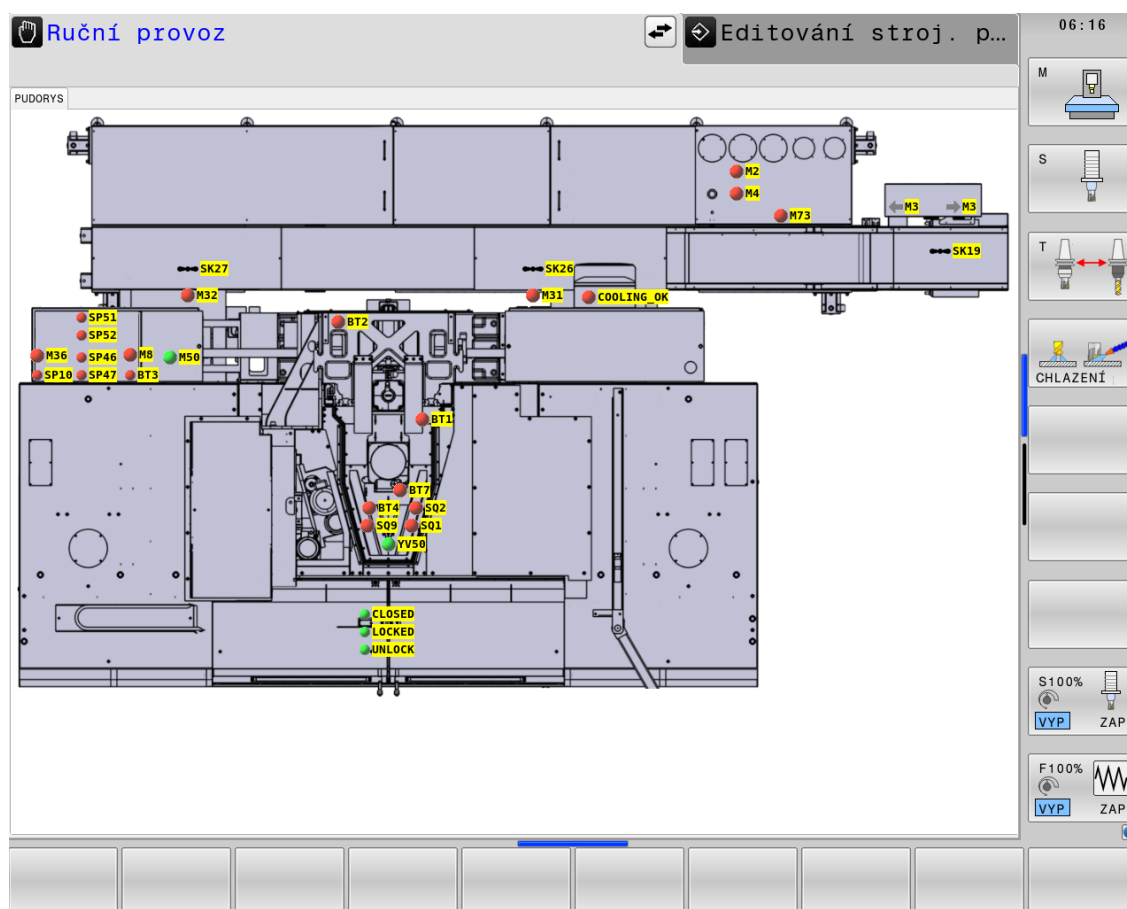 Ruční provoz
Editování stroj. p...
06:16
PUDORYS
M
S
T
CHLAZENÍ
S100%
VYP ZAP
F100%
VYP ZAP
M2
M4
M73
M3 M3
SK27
SK26
SK19
M32
M31
COOLING_OK
SP51
BT2
SP52
M36
SP46
M8
M50
SP10
SP47
BT3
BT1
BT7
BT4
SQ2
SQ9
SQ1
YV50
CLOSED
LOCKED
UNLOCK